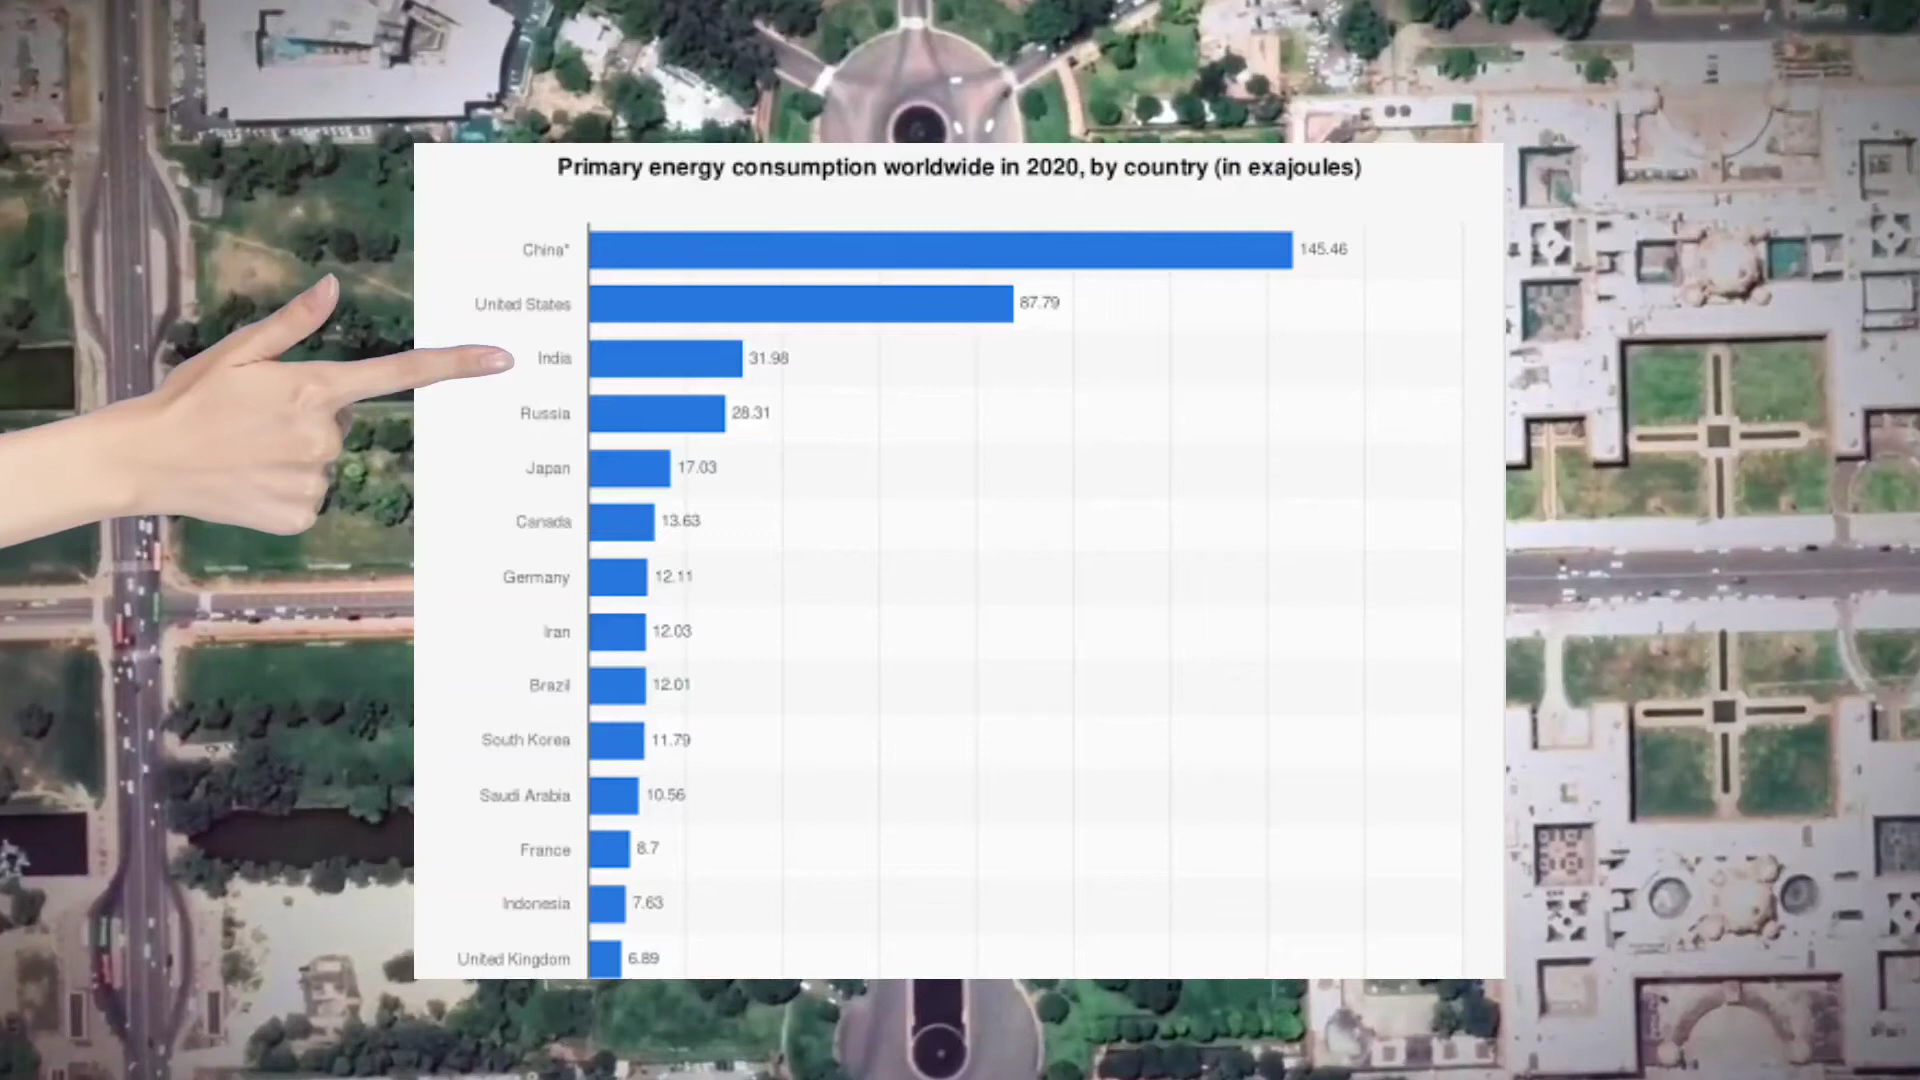 Primary energy consumption worldwide in 2020, by country (in exajoules)
China* 145.46
United States 87.79
India 31.98
Russia 28.31
Japan 17.03
Canada 13.63
Germany 12.11
Iran 12.03
Brazil 12.01
South Korea 11.79
Saudi Arabia 10.56
France 8.7
Indonesia 7.63
United Kingdom 6.89